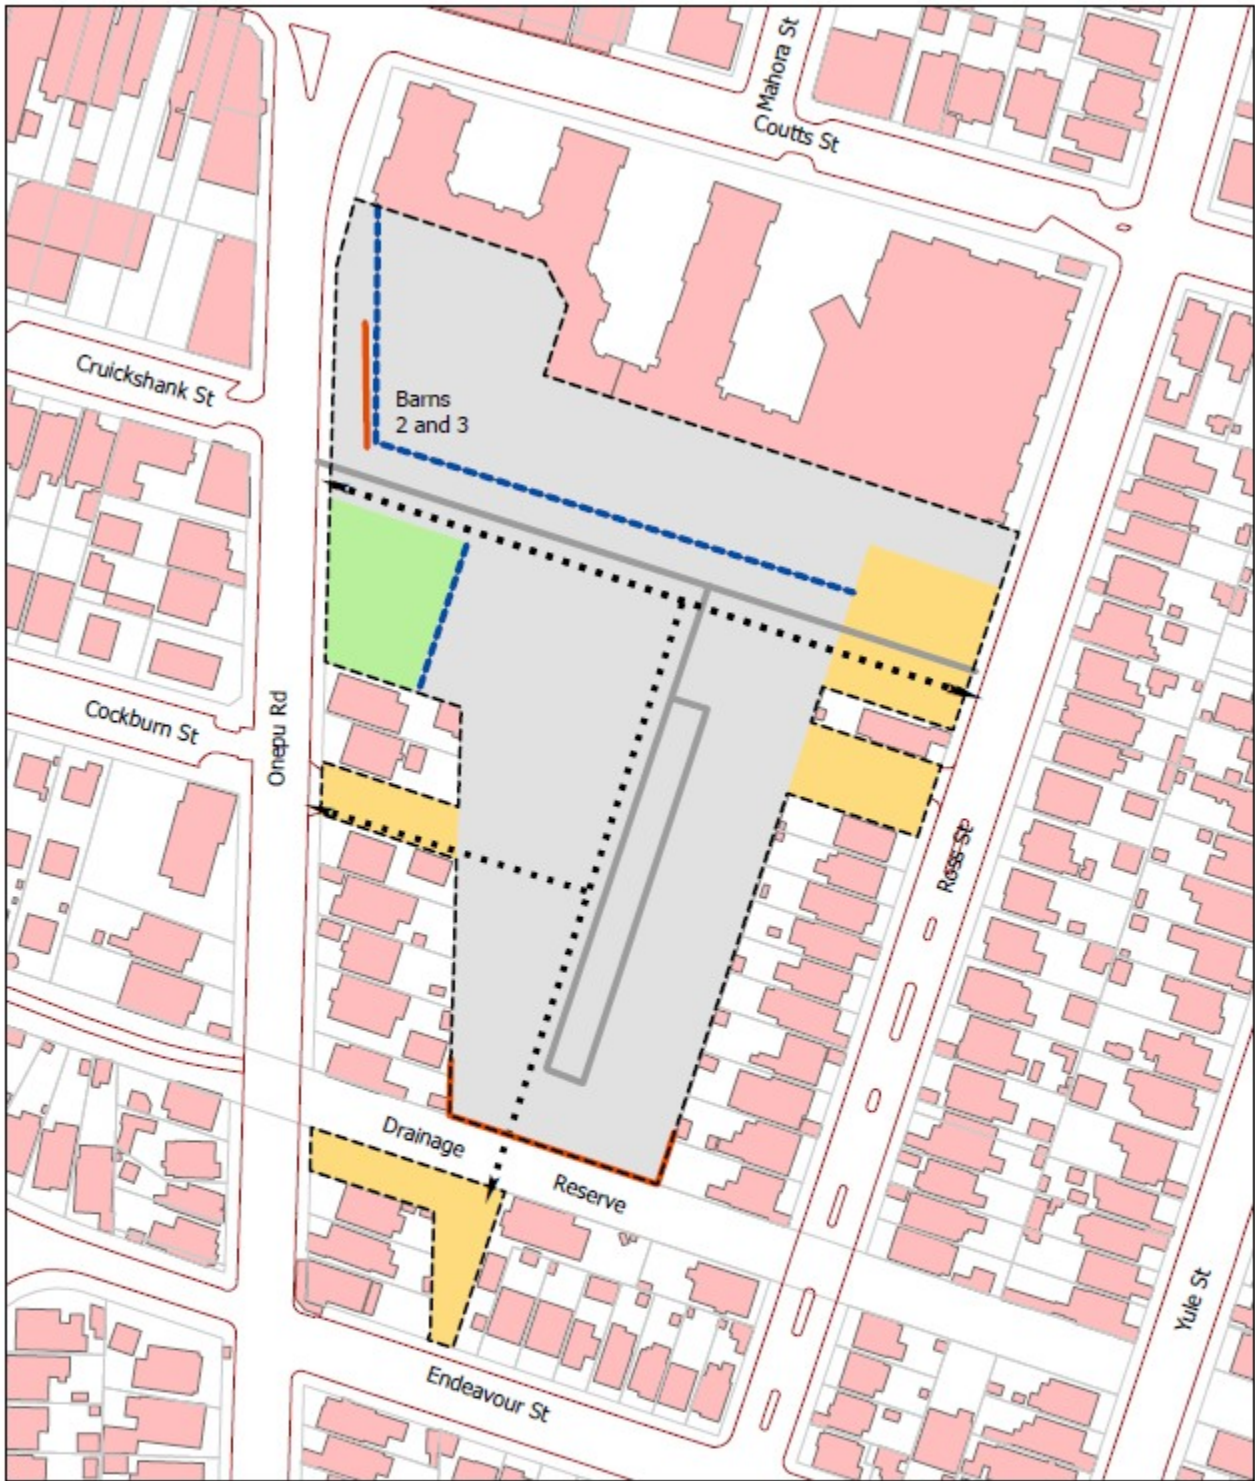 Mahora St
Coutts St
Cruickshank St
Barns
2 and 3
Cockburn St
Onepu Rd
Ross St
Drainage
Reserve
Yule St
Endeavour St